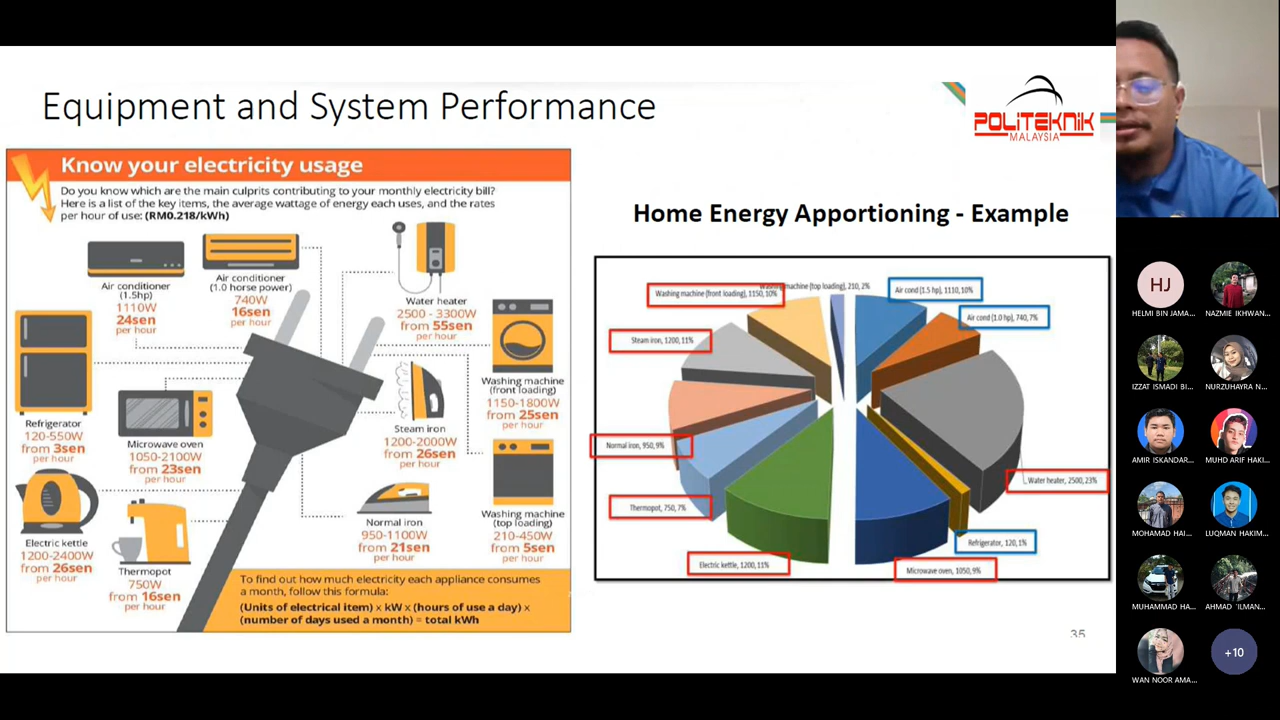 Equipment and System Performance
POLITEKNIK
MALAYSIA
Know your electricity usage
Do you know which are the main culprits contributing to your monthly electricity bill?
Here is a list of the key items, the average wattage of energy each uses, and the rates
per hour of use: (RM0.218/kWh)
Air conditioner
(1.5hp)
1110W
24sen
per hour
Air conditioner
(1.0 horse power)
740W
16sen
per hour
Water heater
2500 - 3300W
from 55sen
per hour
Washing machine
(front loading)
1150-1800W
from 25sen
per hour
Refrigerator
120-550W
from 3sen
per hour
Microwave oven
1050-2100W
from 23sen
per hour
Steam iron
1200-2000W
from 26sen
per hour
Washing machine
(top loading)
210-450W
from 5sen
per hour
Electric kettle
1200-2400W
from 26sen
per hour
Thermopot
750W
from 16sen
per hour
Normal iron
950-1100W
from 21sen
per hour
To find out how much electricity each appliance consumes
a month, follow this formula:
(Units of electrical item) x kW x (hours of use a day) x
(number of days used a month) = total kWh
Home Energy Apportioning - Example
Washing machine (front loading), 1150, 10%
machine (top loading), 210, 2%
Air cond (1.5 hp), 1110, 10%
Air cond (1.0 hp), 740, 7%
Steam iron, 1200, 11%
Normal iron, 950, 9%
Water heater, 2500, 23%
Thermopot, 750, 7%
Refrigerator, 120, 1%
Electric kettle, 1200, 11%
Microwave oven, 1050, 9%
35
HJ
HELMI BIN JAMA...
NAZMIE IKHWAN...
IZZAT ISMADI BI...
NURZUHAYRA N...
AMIR ISKANDAR...
MUHD ARIF HAKI...
MOHAMAD HAI...
LUQMAN HAKIM...
MUHAMMAD HA...
AHMAD 'ILMAN...
WAN NOOR AMA...
+10